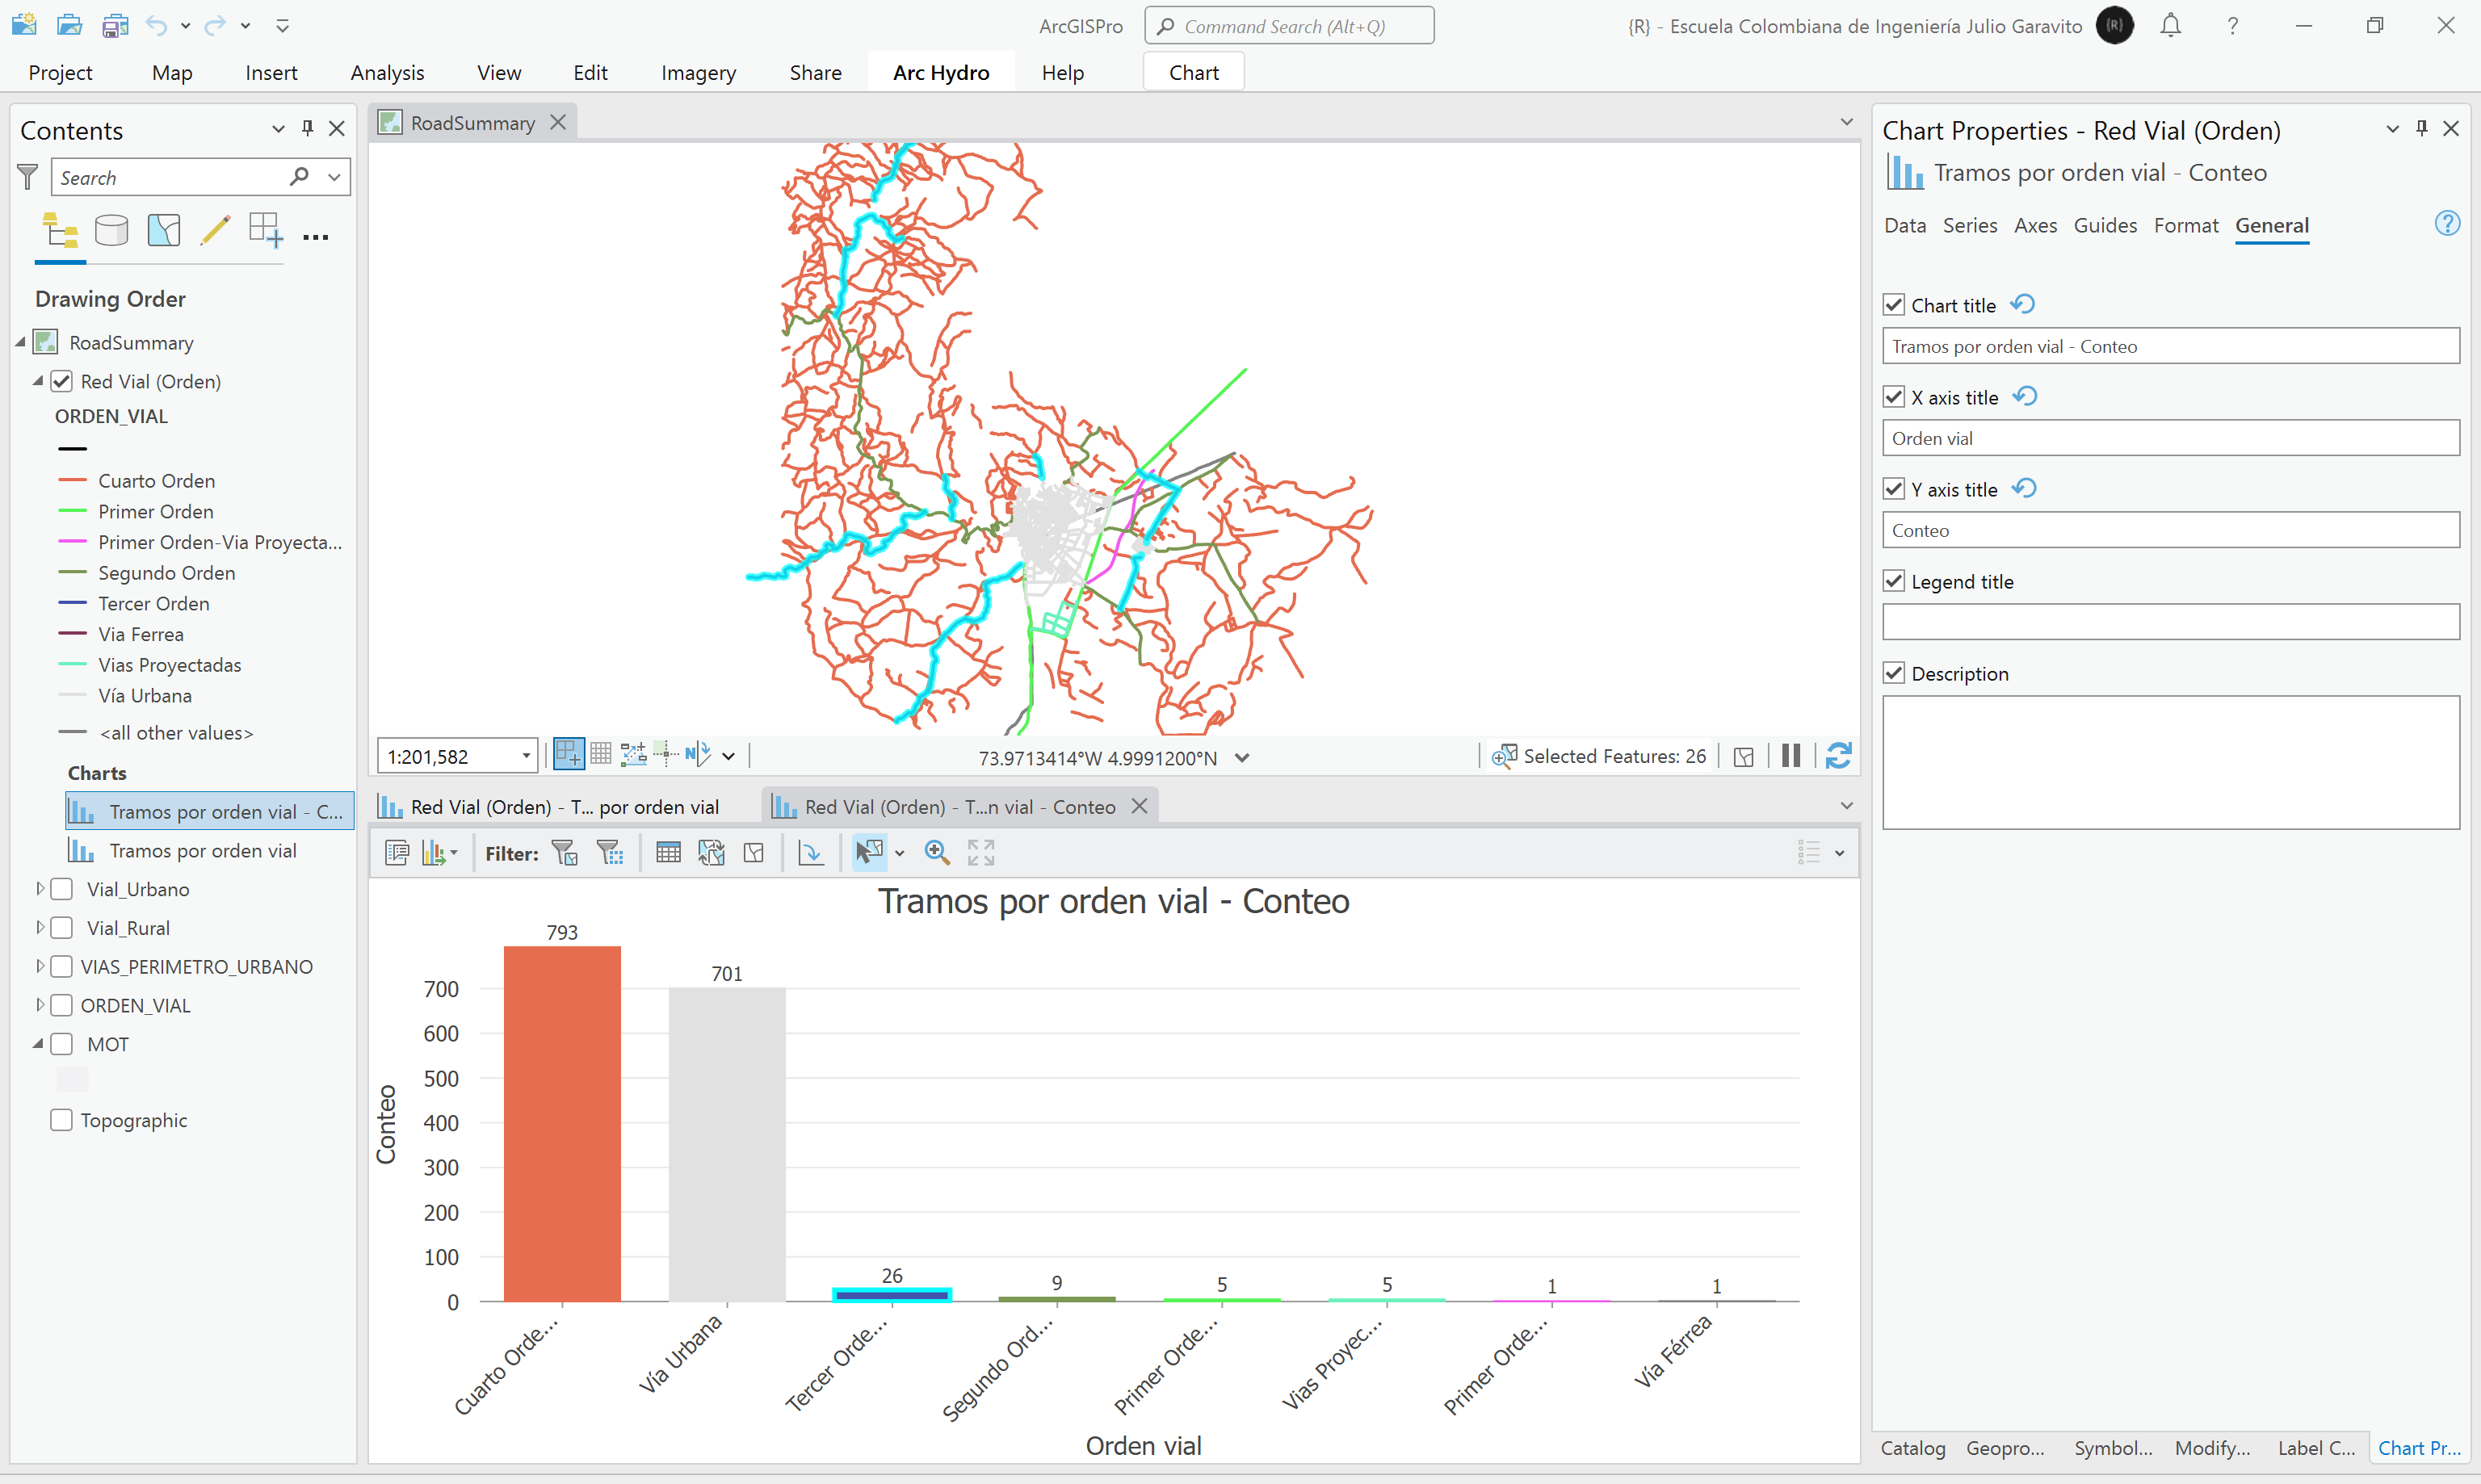 ArcGISPro
Command Search (Alt+Q)
{R} - Escuela Colombiana de Ingeniería Julio Garavito
{R}
Project
Map
Insert
Analysis
View
Edit
Imagery
Share
Arc Hydro
Help
Chart
Contents
Search
Drawing Order
RoadSummary
Red Vial (Orden)
ORDEN_VIAL
Cuarto Orden
Primer Orden
Primer Orden-Via Proyecta...
Segundo Orden
Tercer Orden
Via Ferrea
Vias Proyectadas
Vía Urbana
<all other values>
Charts
Tramos por orden vial - C...
Tramos por orden vial
Vial_Urbano
Vial_Rural
VIAS_PERIMETRO_URBANO
ORDEN_VIAL
MOT
Topographic
RoadSummary
1:201,582
73.9713414°W 4.9991200°N
Selected Features: 26
Red Vial (Orden) - T... por orden vial
Red Vial (Orden) - T...n vial - Conteo
Filter:
Tramos por orden vial - Conteo
Conteo
700
600
500
400
300
200
100
0
793
701
26
9
5
5
1
1
Cuarto Orde...
Vía Urbana
Tercer Orde...
Segundo Ord...
Primer Orde...
Vias Proyec...
Primer Orde...
Vía Férrea
Orden vial
Chart Properties - Red Vial (Orden)
Tramos por orden vial - Conteo
Data
Series
Axes
Guides
Format
General
Chart title
Tramos por orden vial - Conteo
X axis title
Orden vial
Y axis title
Conteo
Legend title
Description
Catalog
Geopro...
Symbol...
Modify...
Label C...
Chart Pr...